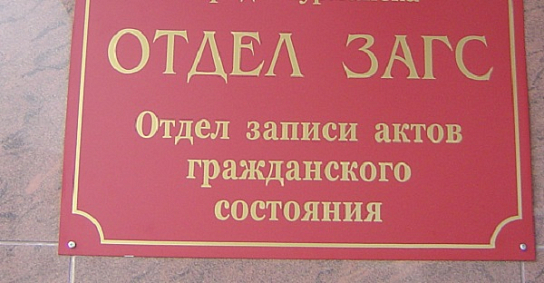 ОТДЕЛ ЗАГС
Отдел записи актов
гражданского
состояния